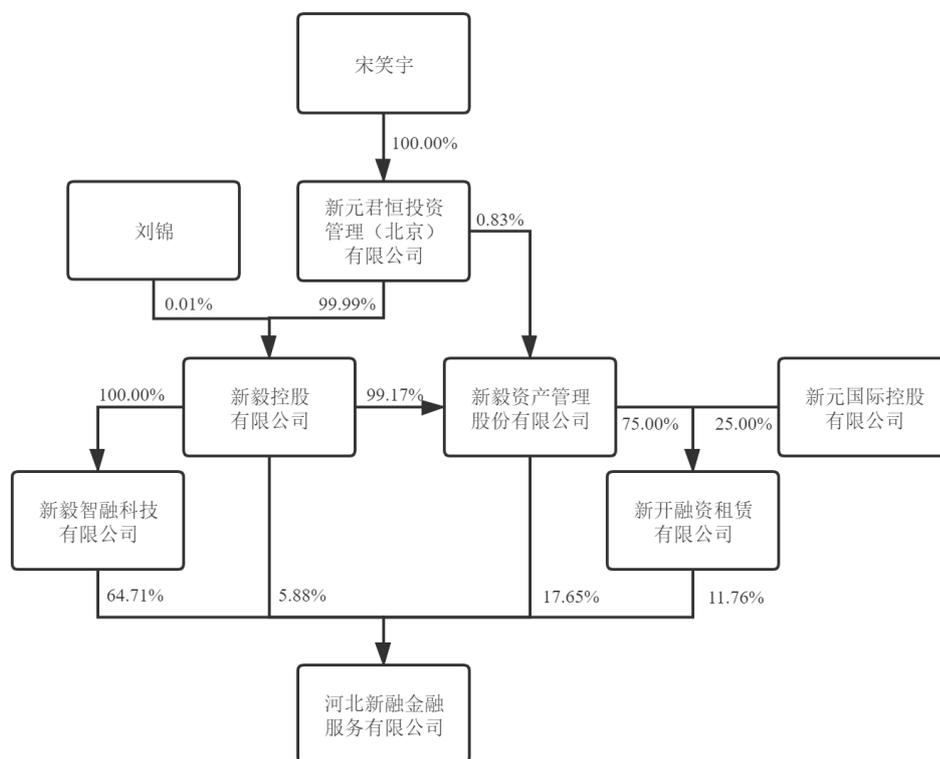 宋笑宇
100.00%
刘锦
新元君恒投资
管理（北京）
有限公司
0.83%
0.01%
99.99%
新毅控股
有限公司
新毅资产管理
股份有限公司
新元国际控股
有限公司
100.00%
99.17%
75.00%
25.00%
新毅智融科技
有限公司
新开融资租赁
有限公司
64.71%
5.88%
17.65%
11.76%
河北新融金融
服务有限公司